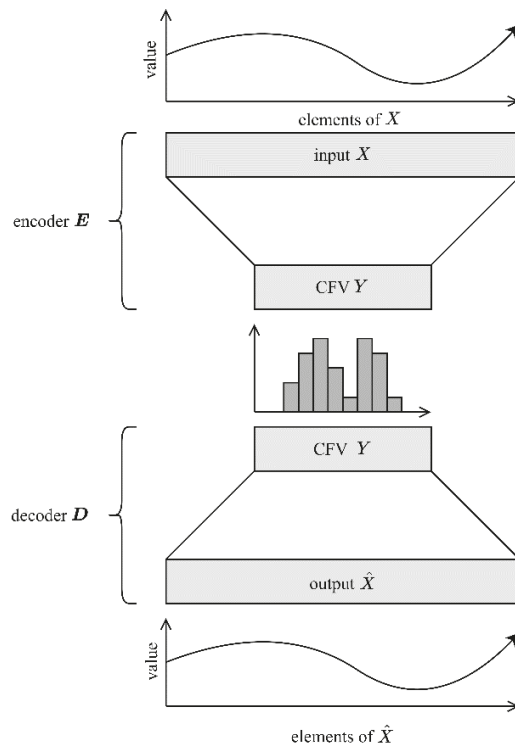 value
elements of X
input X
encoder E
CFV Y
CFV Y
decoder D
output X̂
value
elements of X̂